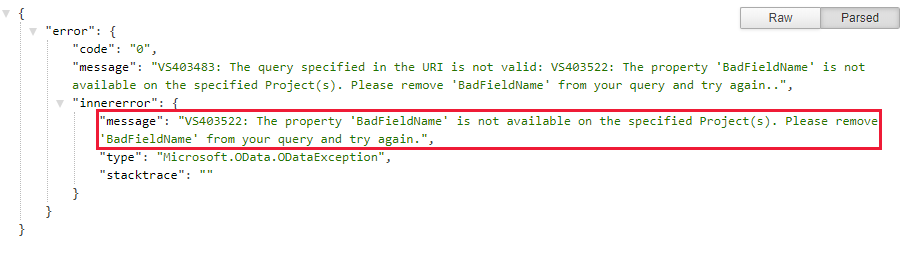 Raw Parsed
{
"error": {
"code": "0",
"message": "VS403483: The query specified in the URI is not valid: VS403522: The property 'BadFieldName' is not
available on the specified Project(s). Please remove 'BadFieldName' from your query and try again..",
"innererror": {
"message": "VS403522: The property 'BadFieldName' is not available on the specified Project(s). Please remove
'BadFieldName' from your query and try again.",
"type": "Microsoft.OData.ODataException",
"stacktrace": ""
}
}
}